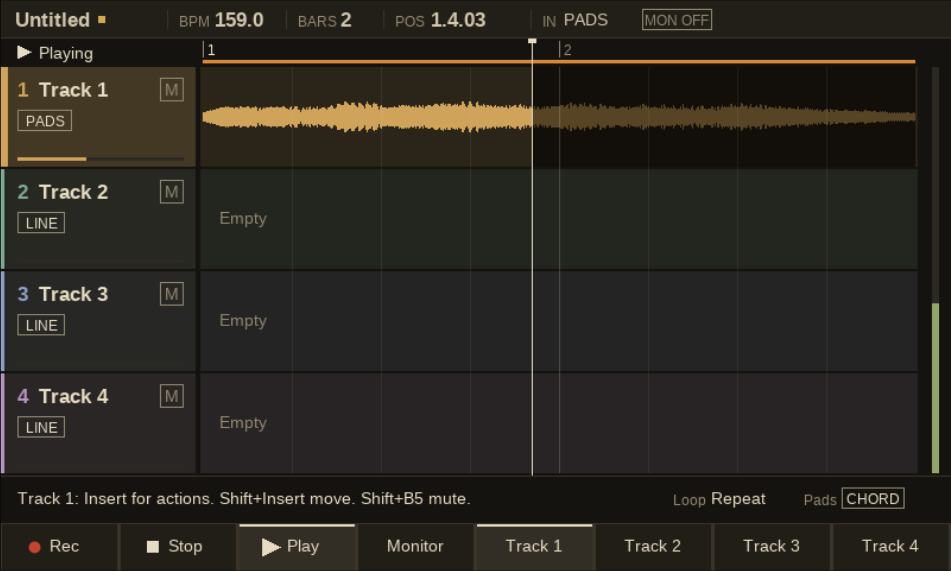 Untitled BPM 159.0 BARS 2 POS 1.4.03 IN PADS MON OFF
Playing 1 2
1 Track 1 M
PADS
2 Track 2 M
LINE
Empty
3 Track 3 M
LINE
Empty
4 Track 4 M
LINE
Empty
Track 1: Insert for actions. Shift+Insert move. Shift+B5 mute. Loop Repeat Pads CHORD
Rec Stop Play Monitor Track 1 Track 2 Track 3 Track 4